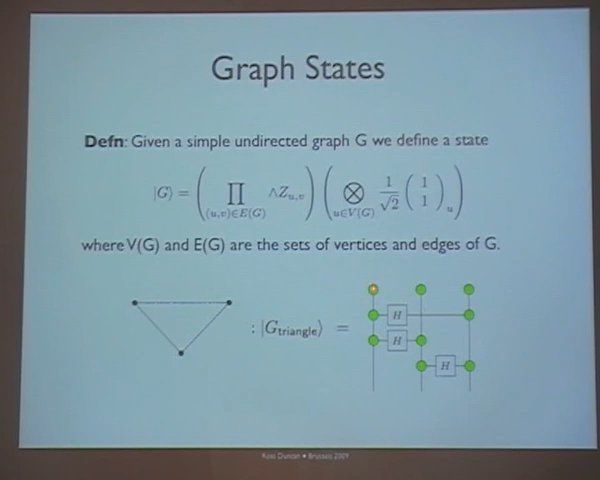 Graph States
Defn: Given a simple undirected graph G we define a state
|G⟩ = ( ∏_{(u,v)∈E(G)} ∧Z_{u,v} ) ( ⊗_{u∈V(G)} 1/√2 ( 1 1 )_u )
where V(G) and E(G) are the sets of vertices and edges of G.
: |G_triangle⟩ =
H
H
H
Ross Duncan • Brussels 2009